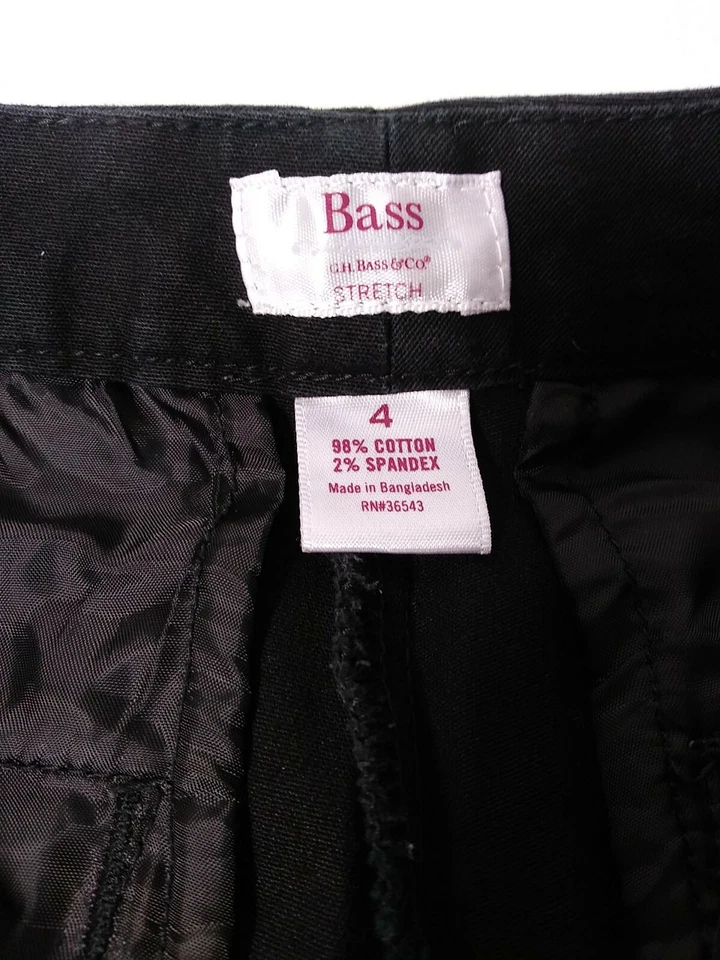 Bass
G.H. BASS & CO®
STRETCH
4
98% COTTON
2% SPANDEX
Made in Bangladesh
RN#36543